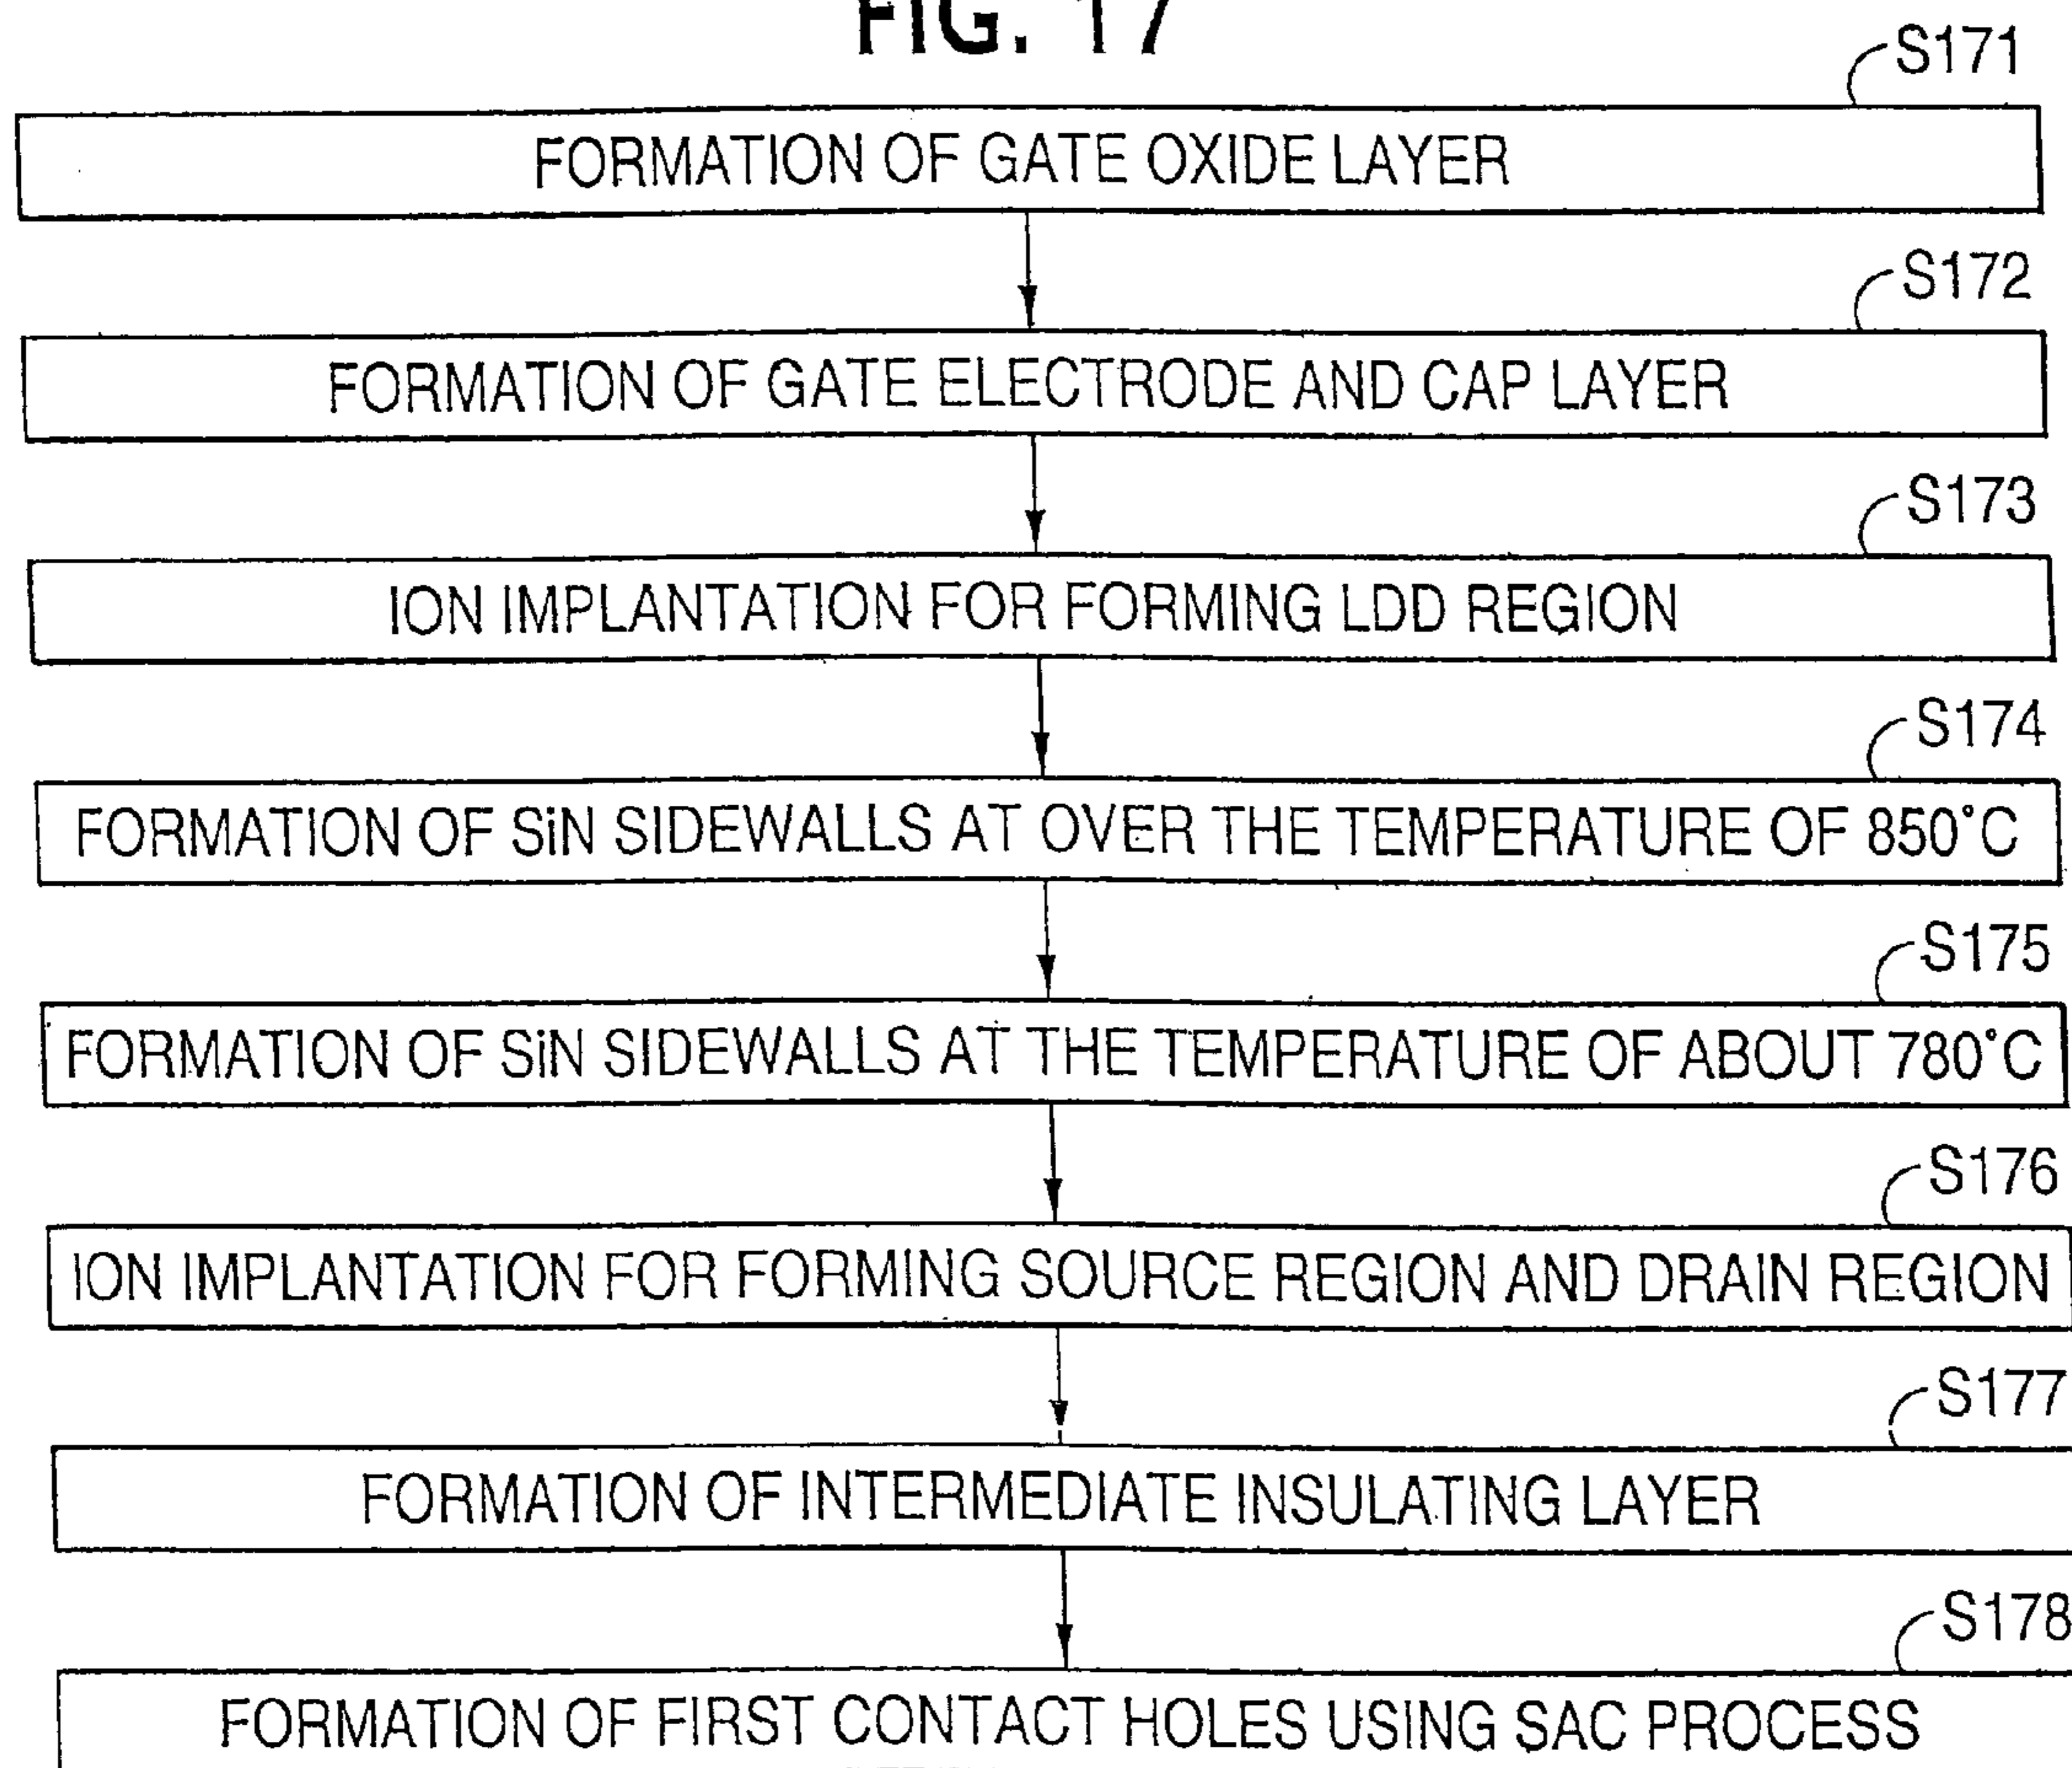 FIG. 17
S171
FORMATION OF GATE OXIDE LAYER
S172
FORMATION OF GATE ELECTRODE AND CAP LAYER
S173
ION IMPLANTATION FOR FORMING LDD REGION
S174
FORMATION OF SiN SIDEWALLS AT OVER THE TEMPERATURE OF 850°C
S175
FORMATION OF SiN SIDEWALLS AT THE TEMPERATURE OF ABOUT 780°C
S176
ION IMPLANTATION FOR FORMING SOURCE REGION AND DRAIN REGION
S177
FORMATION OF INTERMEDIATE INSULATING LAYER
S178
FORMATION OF FIRST CONTACT HOLES USING SAC PROCESS